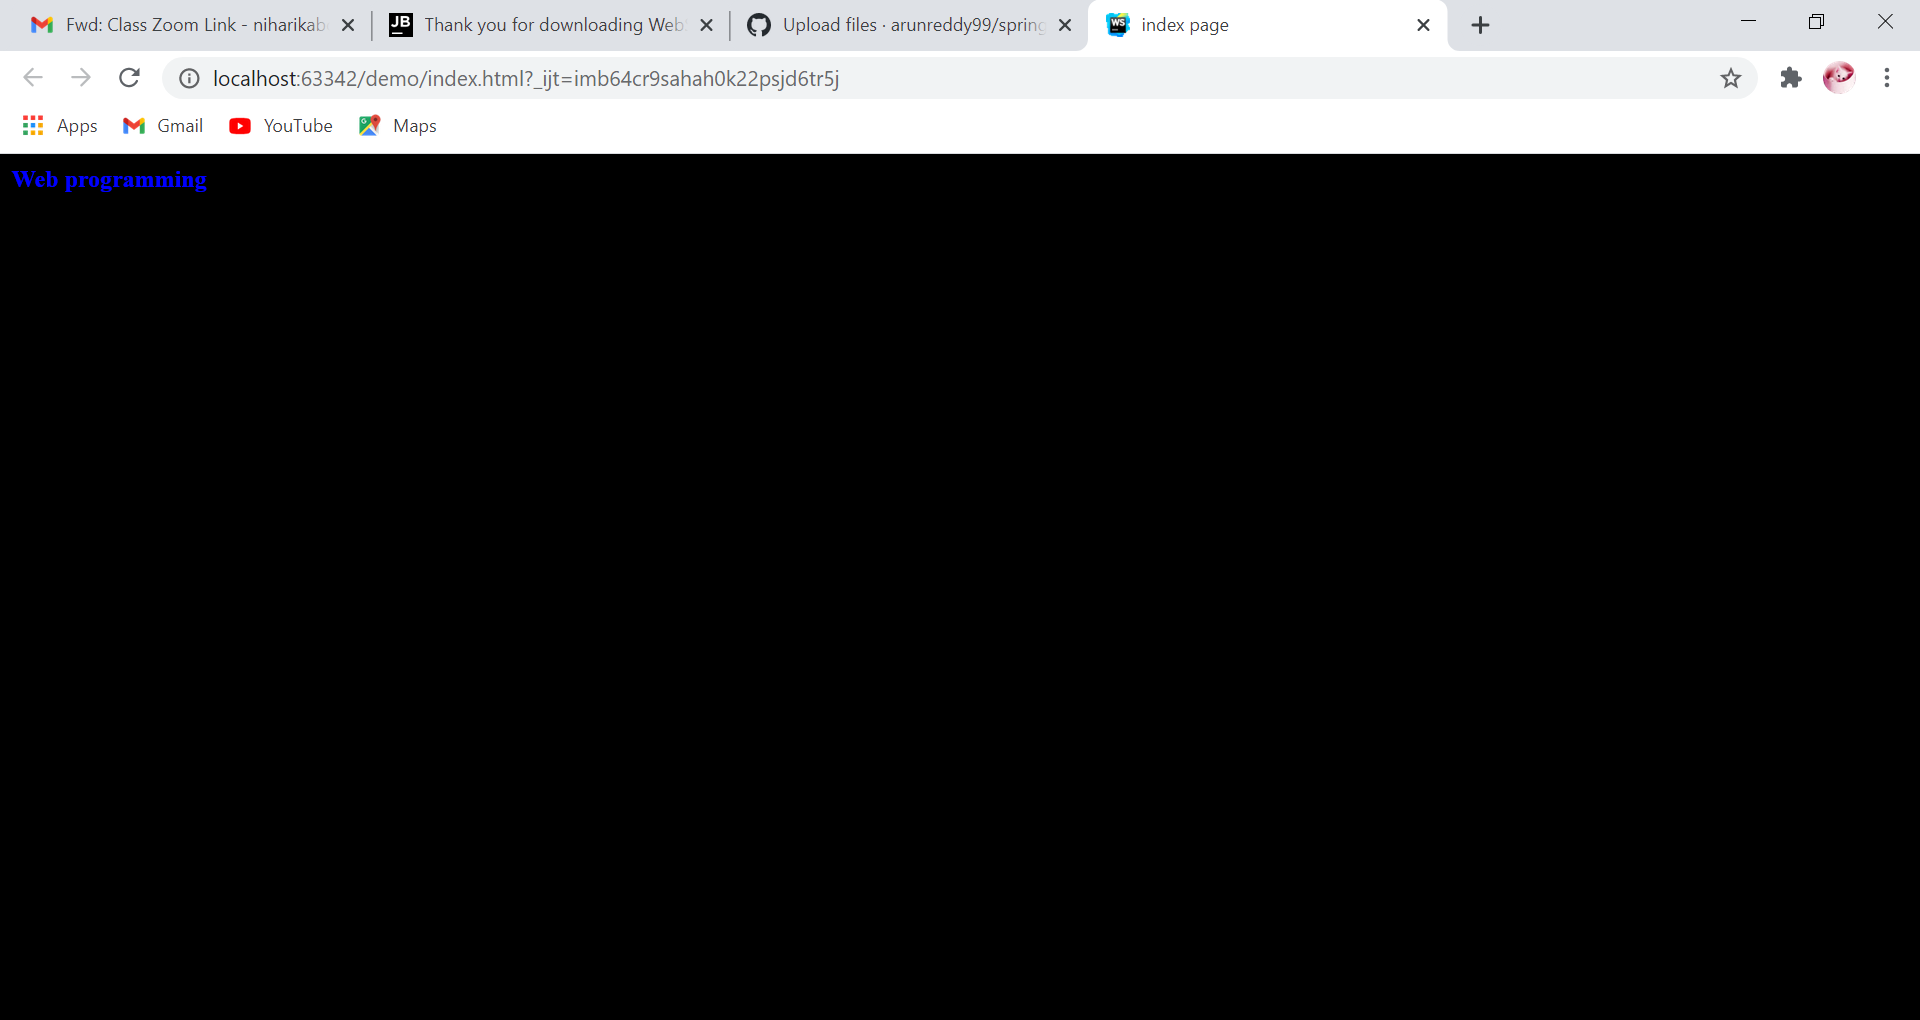 Fwd: Class Zoom Link - niharikab
JB Thank you for downloading Web
Upload files · arunreddy99/spring
WS index page
localhost:63342/demo/index.html?_ijt=imb64cr9sahah0k22psjd6tr5j
Apps Gmail YouTube Maps
Web programming